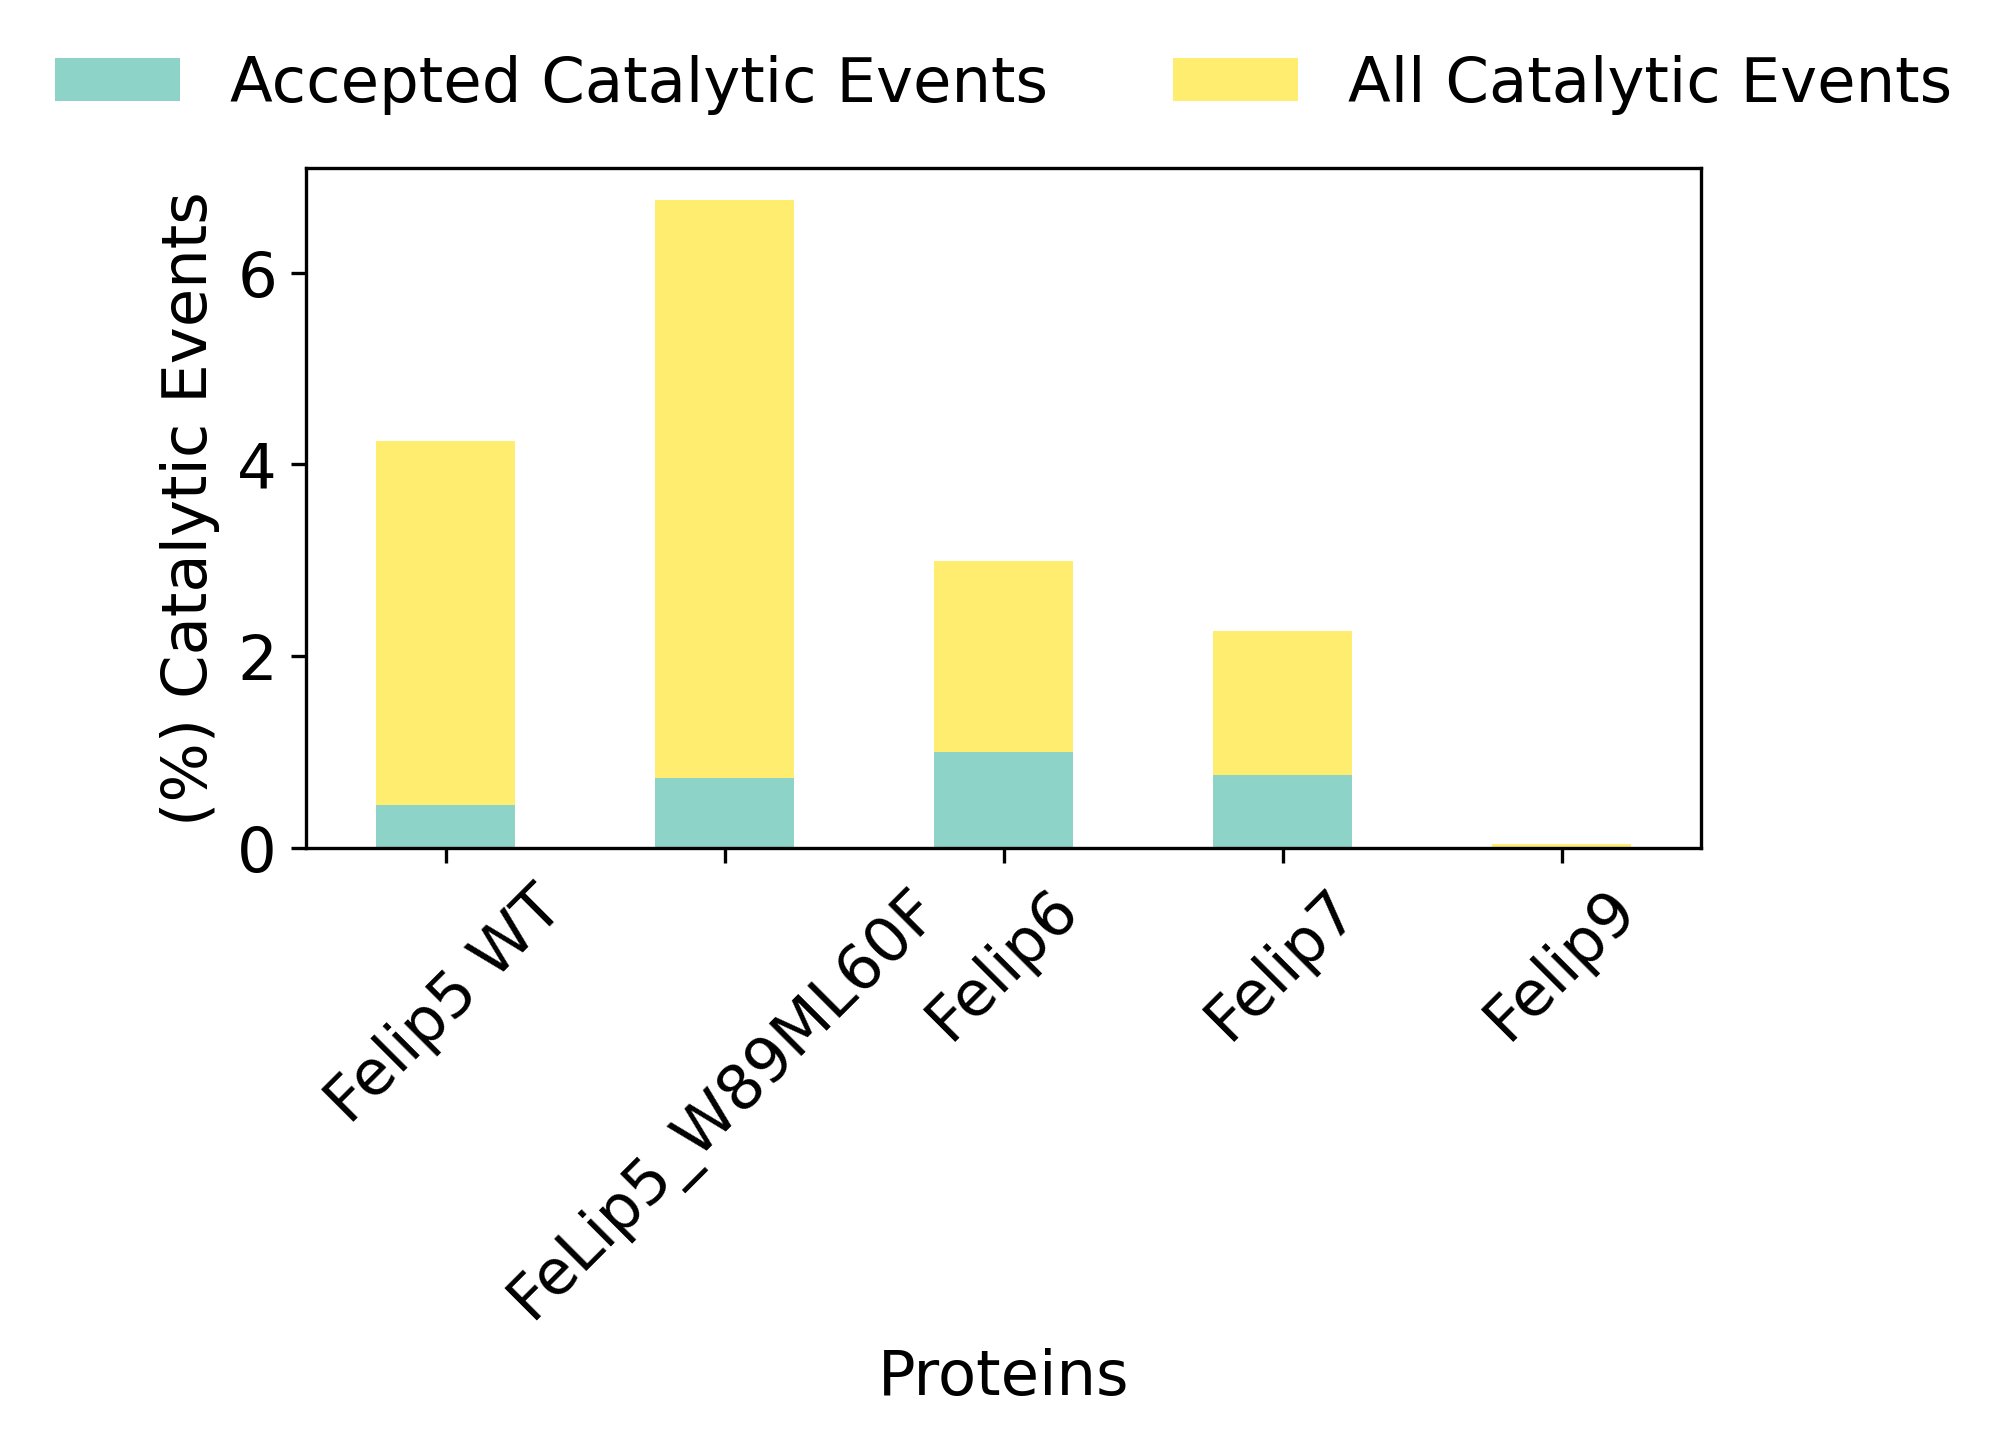 Accepted Catalytic Events
All Catalytic Events
(%) Catalytic Events
6
4
2
0
Felip5 WT
FeLip5_W89ML60F
Felip6
Felip7
Felip9
Proteins